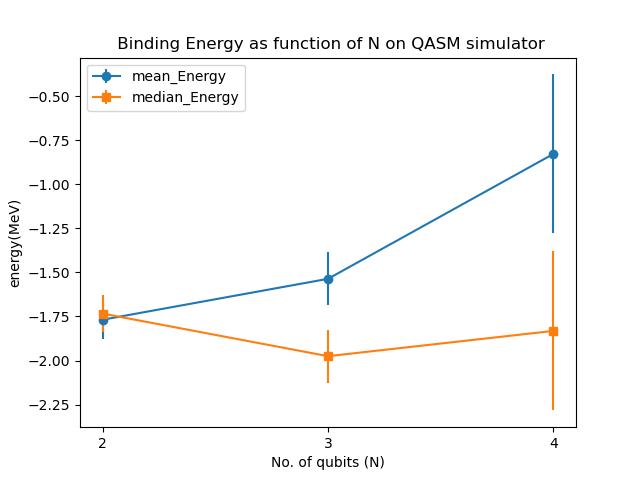 Binding Energy as function of N on QASM simulator
mean_Energy
median_Energy
−0.50
−0.75
−1.00
−1.25
−1.50
−1.75
−2.00
−2.25
energy(MeV)
2
3
4
No. of qubits (N)